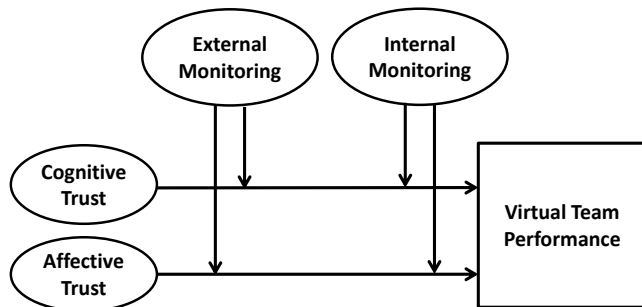 External
Monitoring
Internal
Monitoring
Cognitive
Trust
Virtual Team
Performance
Affective
Trust